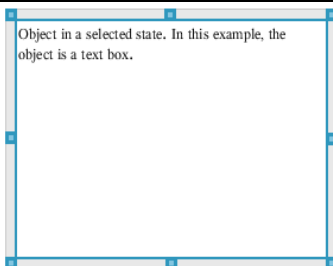 Object in a selected state. In this example, the
object is a text box.